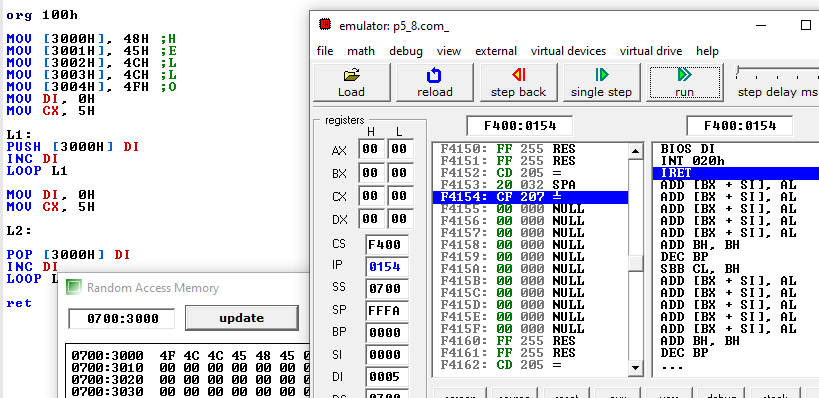 org 100h
MOV [3000H], 48H ;H
MOV [3001H], 45H ;E
MOV [3002H], 4CH ;L
MOV [3003H], 4CH ;L
MOV [3004H], 4FH ;O
MOV DI, 0H
MOV CX, 5H
L1:
PUSH [3000H] DI
INC DI
LOOP L1
MOV DI, 0H
MOV CX, 5H
L2:
POP [3000H] DI
INC DI
LOOP L
ret
Random Access Memory
0700:3000 update
0700:3000 4F 4C 4C 45 48 45
0700:3010 00 00 00 00 00 00
0700:3020 00 00 00 00 00 00
0700:3030 00 00 00 00 00 00
emulator: p5_8.com_
file math debug view external virtual devices virtual drive help
Load reload step back single step run step delay ms
registers F400:0154 F400:0154
H L
AX 00 00
BX 00 00
CX 00 00
DX 00 00
CS F400
IP 0154
SS 0700
SP FFFA
BP 0000
SI 0000
DI 0005
DS 0700
F4150: FF 255 RES
F4151: FF 255 RES
F4152: CD 205 =
F4153: 20 032 SPA
F4154: CF 207 ╧
F4155: 00 000 NULL
F4156: 00 000 NULL
F4157: 00 000 NULL
F4158: 00 000 NULL
F4159: 00 000 NULL
F415A: 00 000 NULL
F415B: 00 000 NULL
F415C: 00 000 NULL
F415D: 00 000 NULL
F415E: 00 000 NULL
F415F: 00 000 NULL
F4160: FF 255 RES
F4161: FF 255 RES
F4162: CD 205 =
BIOS DI
INT 020h
IRET
ADD [BX + SI], AL
ADD [BX + SI], AL
ADD [BX + SI], AL
ADD [BX + SI], AL
ADD [BX + SI], AL
ADD BH, BH
DEC BP
SBB CL, BH
ADD [BX + SI], AL
ADD [BX + SI], AL
ADD [BX + SI], AL
ADD [BX + SI], AL
ADD [BX + SI], AL
ADD BH, BH
DEC BP
...